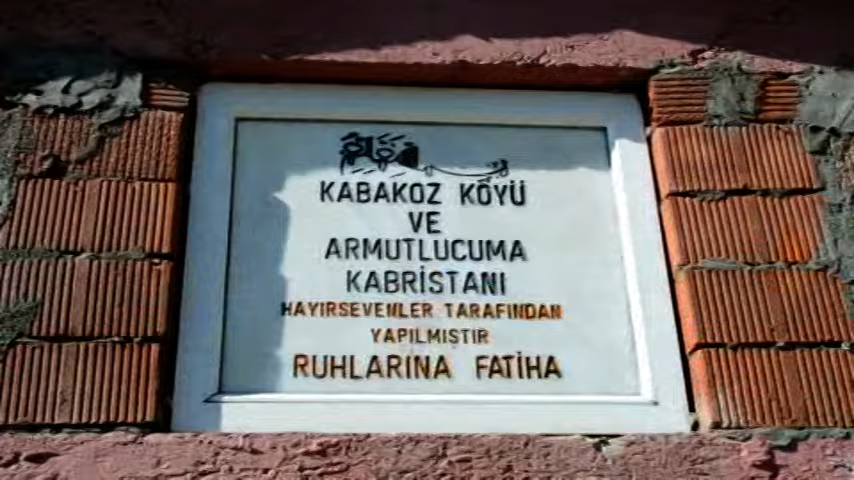 KABAKOZ KÖYÜ
VE
ARMUTLUCUMA
KABRİSTANI
HAYIRSEVENLER TARAFINDAN
YAPILMIŞTIR
RUHLARINA FATİHA